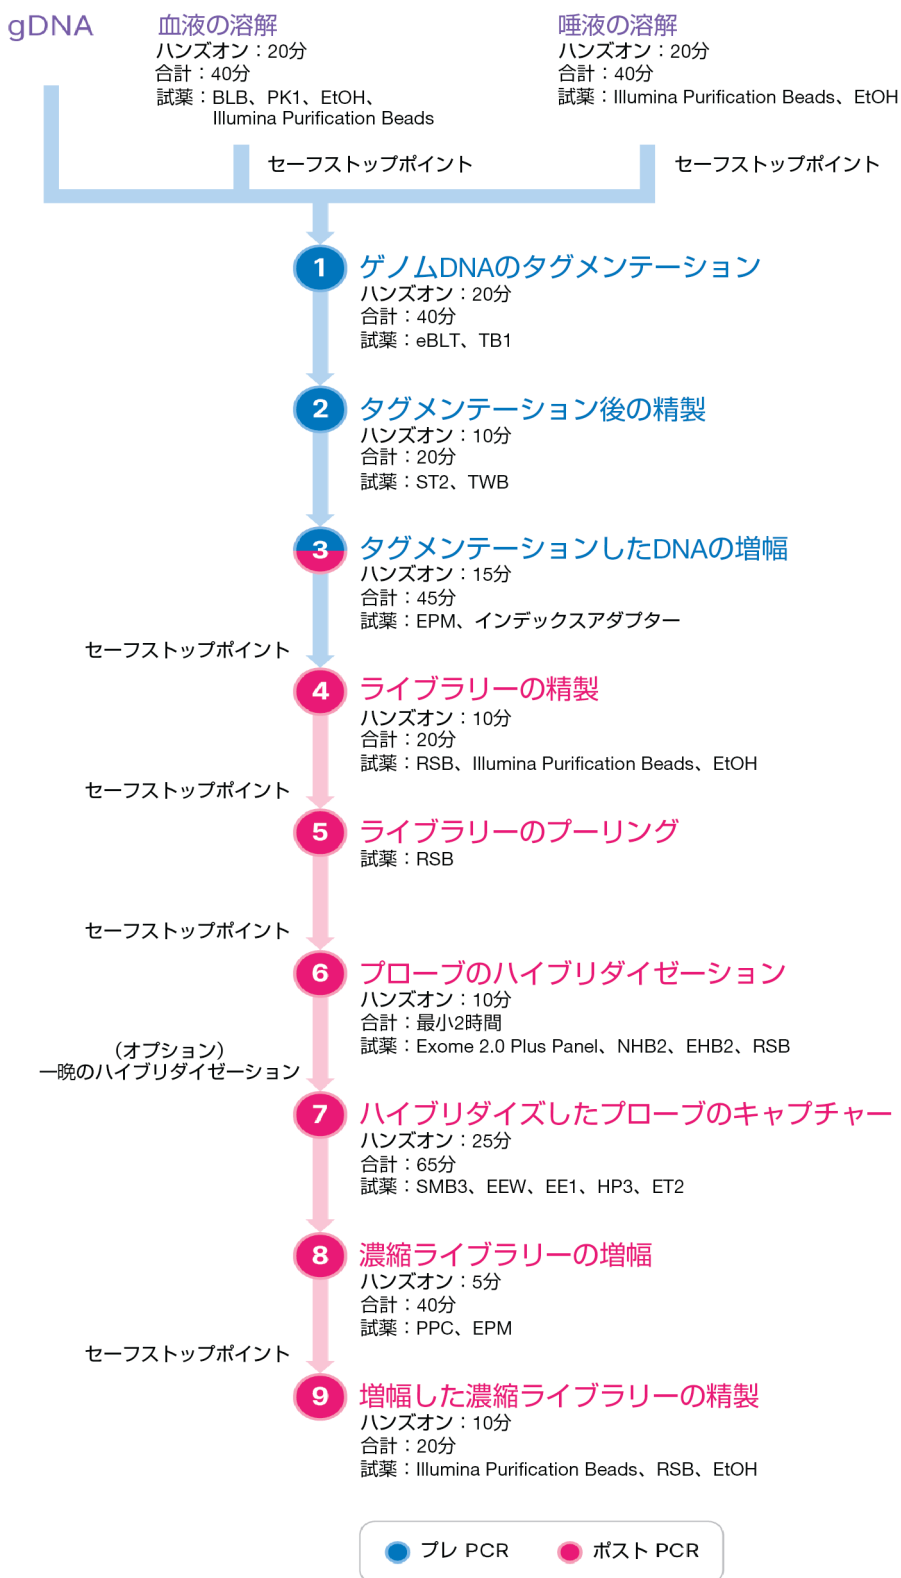 gDNA
血液の溶解
ハンズオン：20分
合計：40分
試薬：BLB、PK1、EtOH、
Illumina Purification Beads
セーフストップポイント
唾液の溶解
ハンズオン：20分
合計：40分
試薬：Illumina Purification Beads、EtOH
セーフストップポイント
1 ゲノムDNAのタグメンテーション
ハンズオン：20分
合計：40分
試薬：eBLT、TB1
2 タグメンテーション後の精製
ハンズオン：10分
合計：20分
試薬：ST2、TWB
3 タグメンテーションしたDNAの増幅
ハンズオン：15分
合計：45分
試薬：EPM、インデックスアダプター
セーフストップポイント
4 ライブラリーの精製
ハンズオン：10分
合計：20分
試薬：RSB、Illumina Purification Beads、EtOH
セーフストップポイント
5 ライブラリーのプーリング
試薬：RSB
セーフストップポイント
6 プローブのハイブリダイゼーション
ハンズオン：10分
合計：最小2時間
試薬：Exome 2.0 Plus Panel、NHB2、EHB2、RSB
（オプション）
一晩のハイブリダイゼーション
7 ハイブリダイズしたプローブのキャプチャー
ハンズオン：25分
合計：65分
試薬：SMB3、EEW、EE1、HP3、ET2
8 濃縮ライブラリーの増幅
ハンズオン：5分
合計：40分
試薬：PPC、EPM
セーフストップポイント
9 増幅した濃縮ライブラリーの精製
ハンズオン：10分
合計：20分
試薬：Illumina Purification Beads、RSB、EtOH
プレ PCR
ポスト PCR